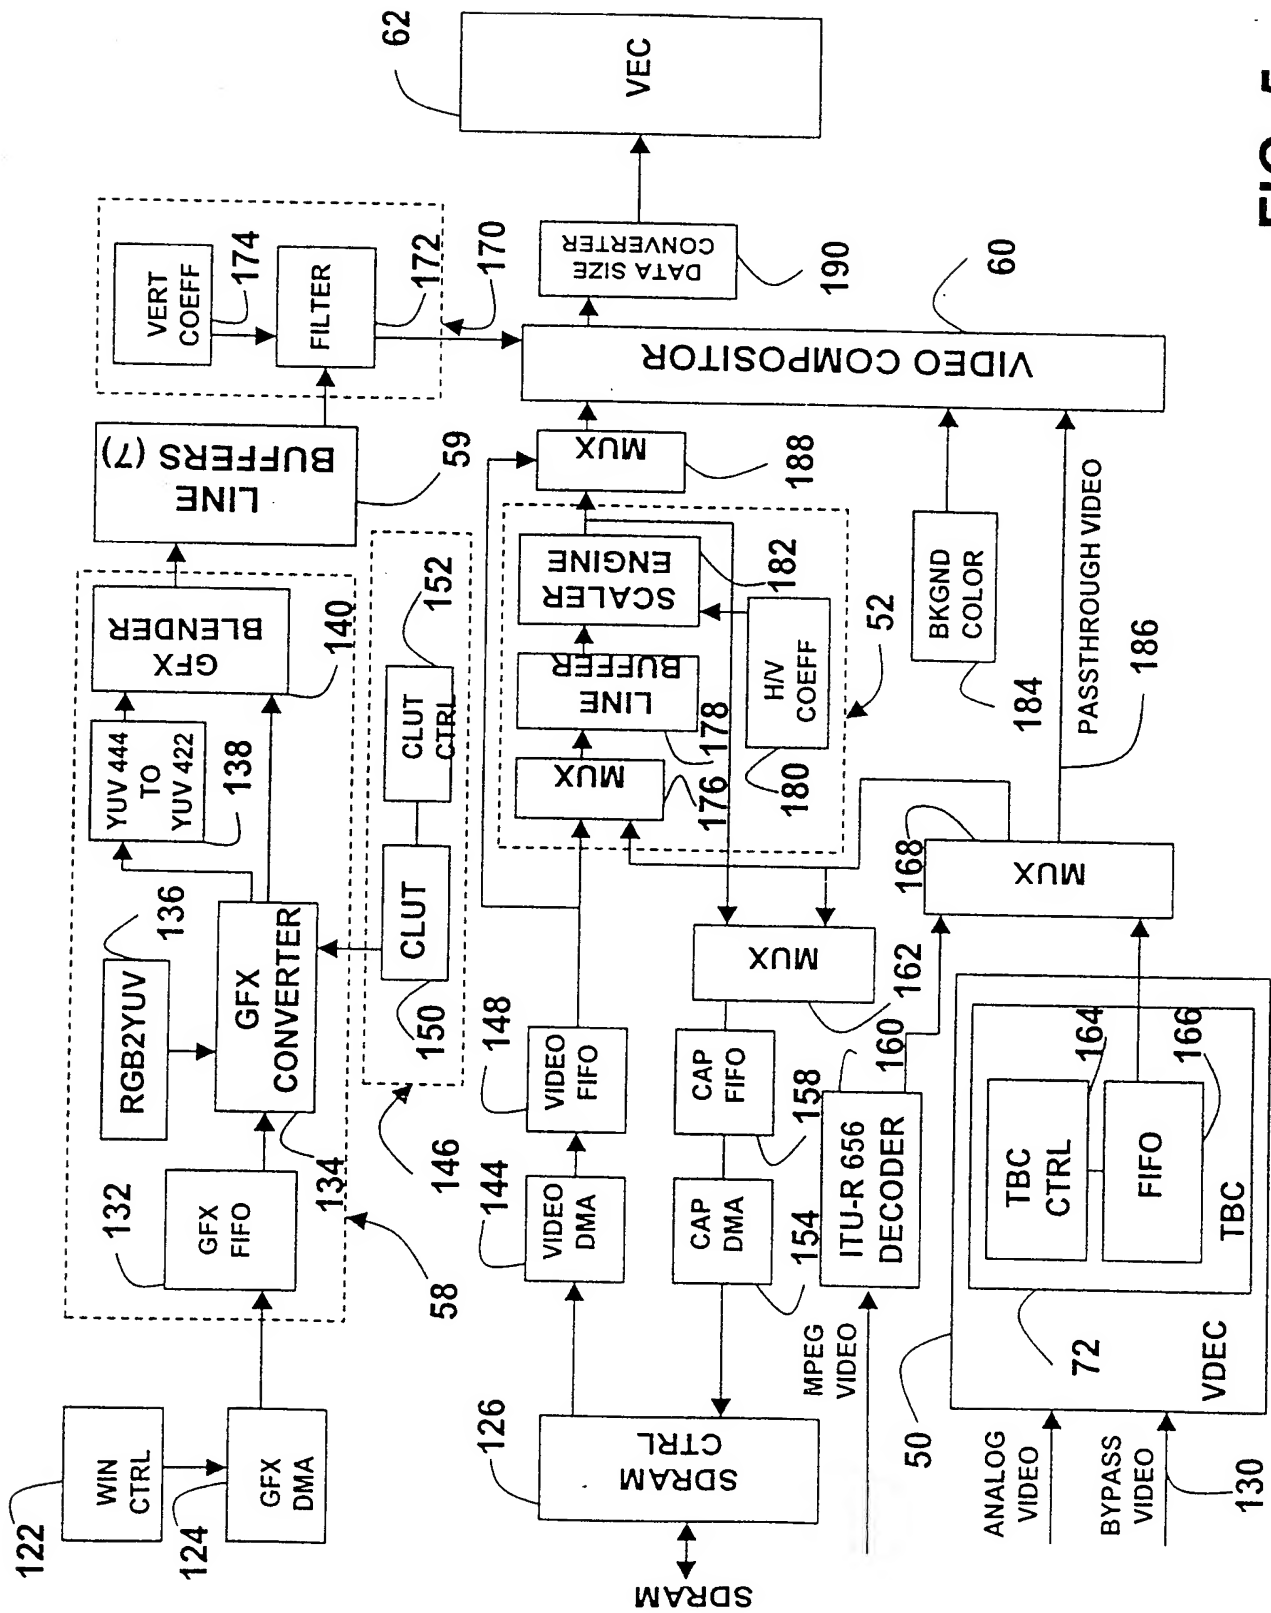 62
VEC
VERT
COEFF
174
FILTER
172
170
DATA SIZE
CONVERTER
190
60
VIDEO COMPOSITOR
LINE
BUFFERS (7)
59
MUX
188
GFX
BLENDER
140
152
CLUT
CTRL
SCALER
ENGINE
182
LINE
BUFFER
178
H/V
COEFF
180
52
BKGND
COLOR
184
PASSTHROUGH VIDEO
186
YUV 444
TO
YUV 422
138
MUX
176
168
MUX
136
RGB2YUV
GFX
CONVERTER
134
CLUT
150
146
148
VIDEO
FIFO
MUX
162
CAP
FIFO
158
160
ITU-R 656
DECODER
164
TBC
CTRL
166
FIFO
TBC
72
VDEC
50
132
GFX
FIFO
58
144
VIDEO
DMA
CAP
DMA
154
MPEG
VIDEO
122
WIN
CTRL
124
GFX
DMA
126
SDRAM
CTRL
SDRAM
ANALOG
VIDEO
BYPASS
VIDEO
130